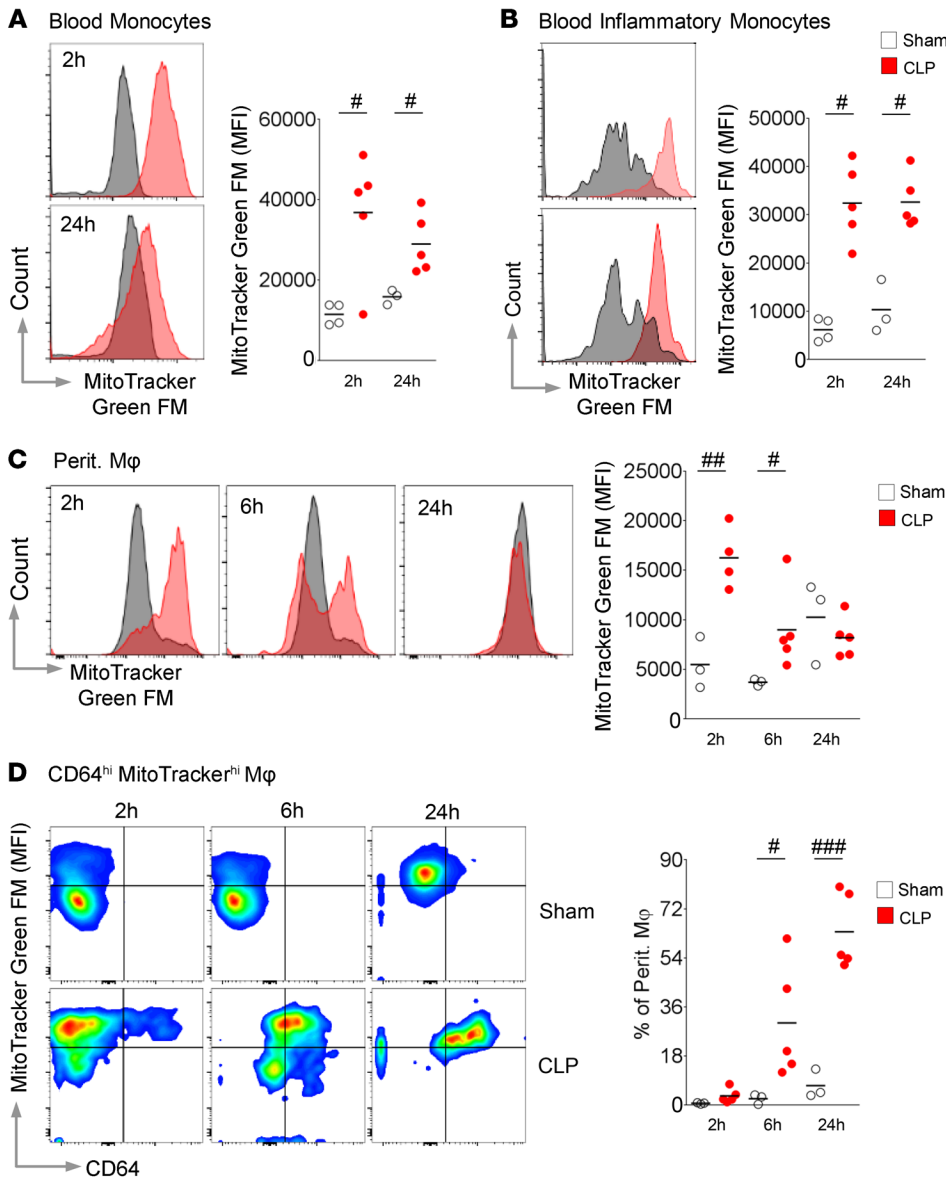 A Blood Monocytes
2h
24h
Count
MitoTracker
Green FM
MitoTracker Green FM (MFI)
60000
40000
20000
0
# #
2h 24h
B Blood Inflammatory Monocytes
Sham
CLP
Count
MitoTracker
Green FM
MitoTracker Green FM (MFI)
50000
40000
30000
20000
10000
0
# #
2h 24h
C Perit. Mφ
2h 6h 24h
Count
MitoTracker
Green FM
MitoTracker Green FM (MFI)
25000
20000
15000
10000
5000
0
## #
2h 6h 24h
Sham
CLP
D CD64hi MitoTrackerhi Mφ
2h 6h 24h
MitoTracker Green FM (MFI)
Sham
CLP
CD64
% of Perit. Mφ
90
72
54
36
18
0
# ###
2h 6h 24h
Sham
CLP